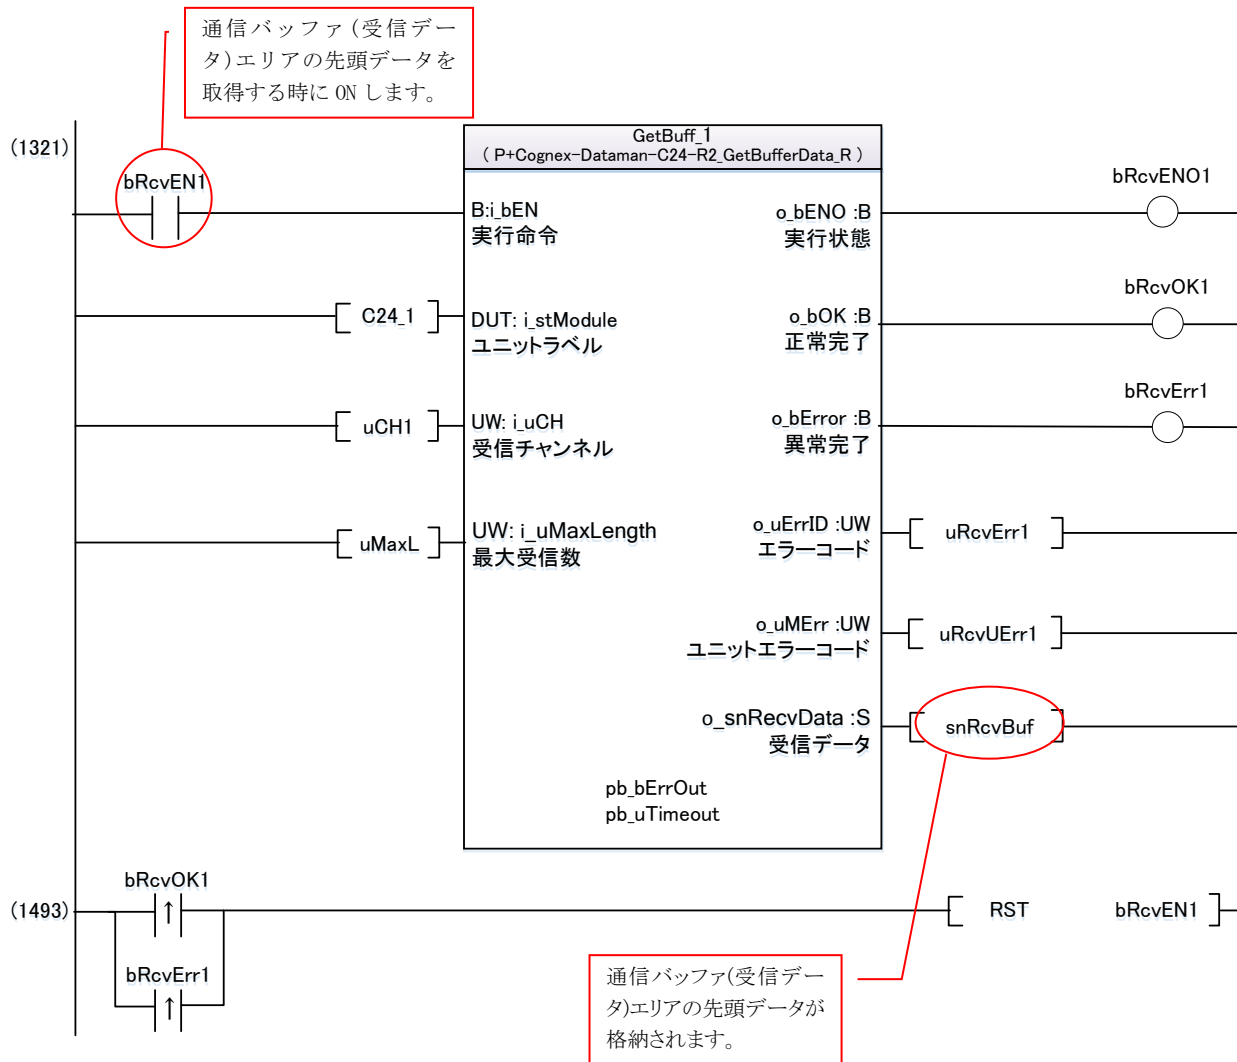 通信バッファ(受信デー
タ)エリアの先頭データを
取得する時に ON します。
(1321)
GetBuff_1
( P+Cognex-Dataman-C24-R2_GetBufferData_R )
bRcvEN1
bRcvENO1
B:i_bEN
実行命令
o_bENO :B
実行状態
bRcvOK1
C24_1
DUT: i_stModule
ユニットラベル
o_bOK :B
正常完了
bRcvErr1
uCH1
UW: i_uCH
受信チャンネル
o_bError :B
異常完了
uMaxL
UW: i_uMaxLength
最大受信数
o_uErrID :UW
エラーコード
uRcvErr1
o_uMErr :UW
ユニットエラーコード
uRcvUErr1
o_snRecvData :S
受信データ
snRcvBuf
pb_bErrOut
pb_uTimeout
bRcvOK1
(1493)
↑
RST
bRcvEN1
bRcvErr1
↑
通信バッファ(受信デー
タ)エリアの先頭データが
格納されます。